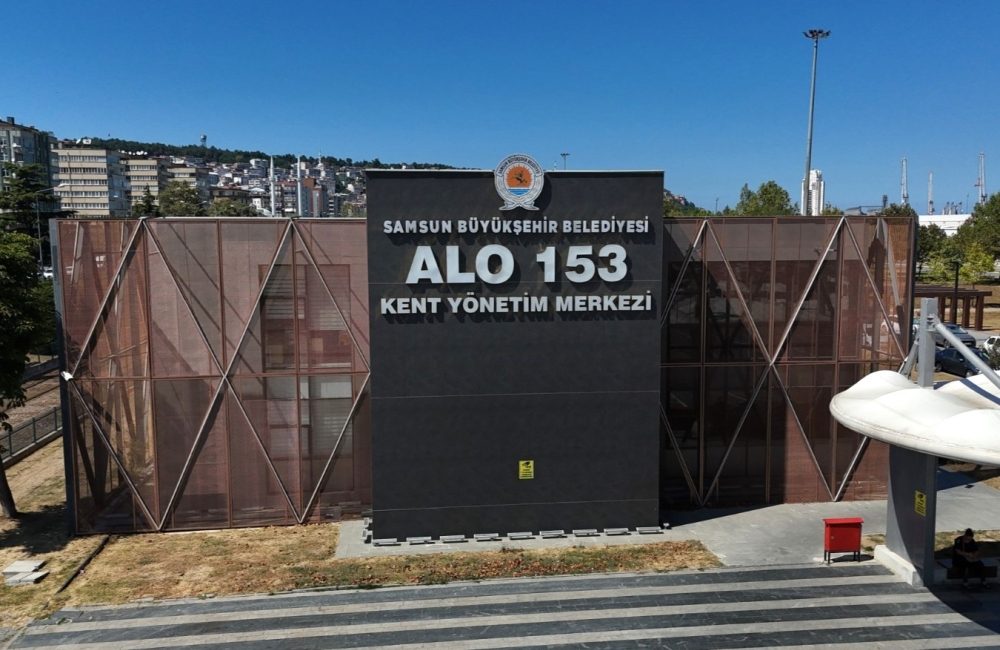 SAMSUN BÜYÜKŞEHİR BELEDİYESİ
ALO 153
KENT YÖNETİM MERKEZİ